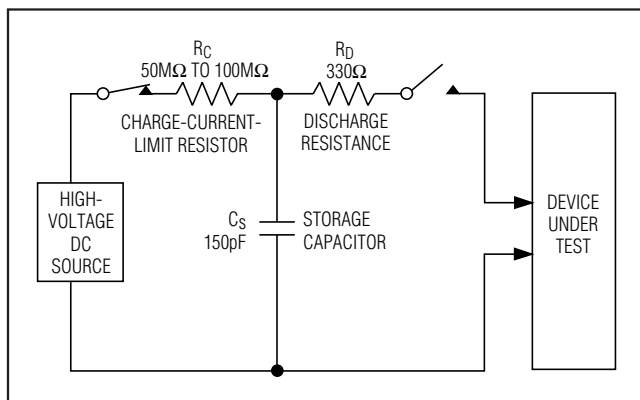 R_C
50MΩ TO 100MΩ
CHARGE-CURRENT-
LIMIT RESISTOR
R_D
330Ω
DISCHARGE
RESISTANCE
HIGH-
VOLTAGE
DC
SOURCE
C_S
150pF
STORAGE
CAPACITOR
DEVICE
UNDER
TEST